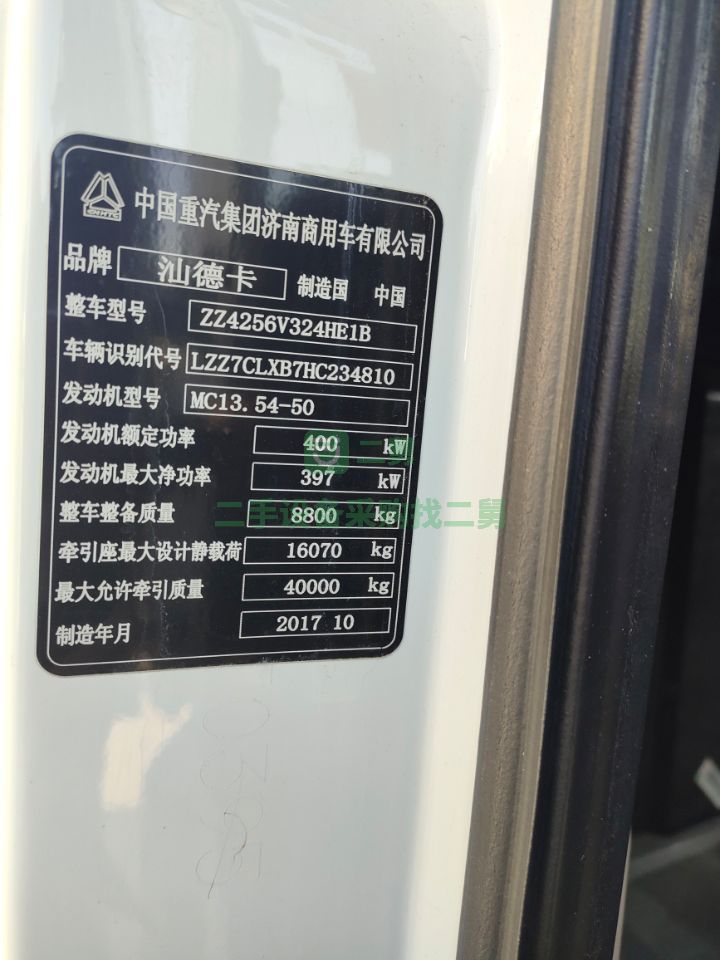 中国重汽集团济南商用车有限公司
品牌 汕德卡 制造国 中国
整车型号 ZZ4256V324HE1B
车辆识别代号 LZZ7CLXB7HC234810
发动机型号 MC13.54-50
发动机额定功率 400 kW
发动机最大净功率 397 kW
整车整备质量 8800 kg
牵引座最大设计静载荷 16070 kg
最大允许牵引质量 40000 kg
制造年月 2017 10
二舅
二手设备采购找二舅